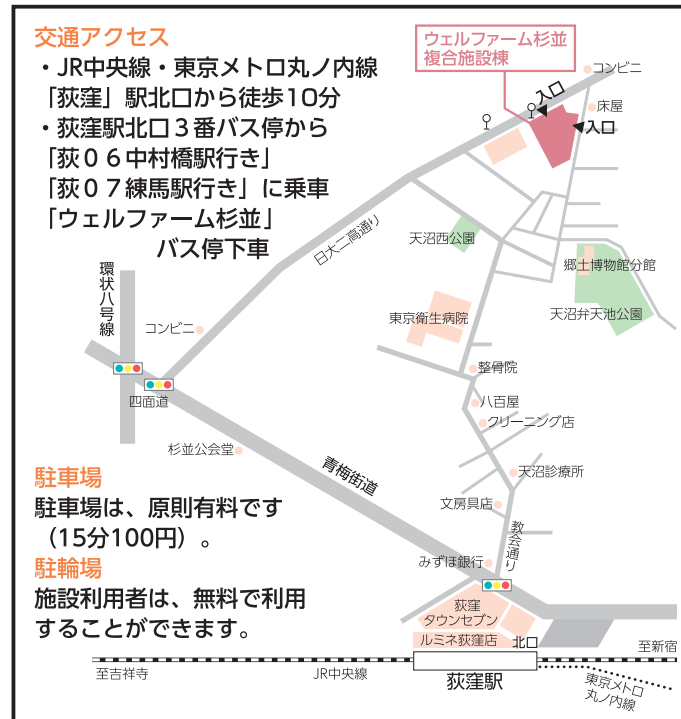 交通アクセス
・JR中央線・東京メトロ丸ノ内線
「荻窪」駅北口から徒歩10分
・荻窪駅北口３番バス停から
「荻０６中村橋駅行き」
「荻０７練馬駅行き」に乗車
「ウェルファーム杉並」
バス停下車
ウェルファーム杉並
複合施設棟
コンビニ
入口
床屋
入口
日大二高通り
天沼西公園
郷土博物館分館
天沼弁天池公園
環状八号線
コンビニ
東京衛生病院
四面道
整骨院
八百屋
クリーニング店
杉並公会堂
青梅街道
天沼診療所
文房具店
教会通り
みずほ銀行
駐車場
駐車場は、原則有料です
（15分100円）。
駐輪場
施設利用者は、無料で利用
することができます。
荻窪
タウンセブン
ルミネ荻窪店
北口
至新宿
至吉祥寺
JR中央線
荻窪駅
東京メトロ
丸ノ内線